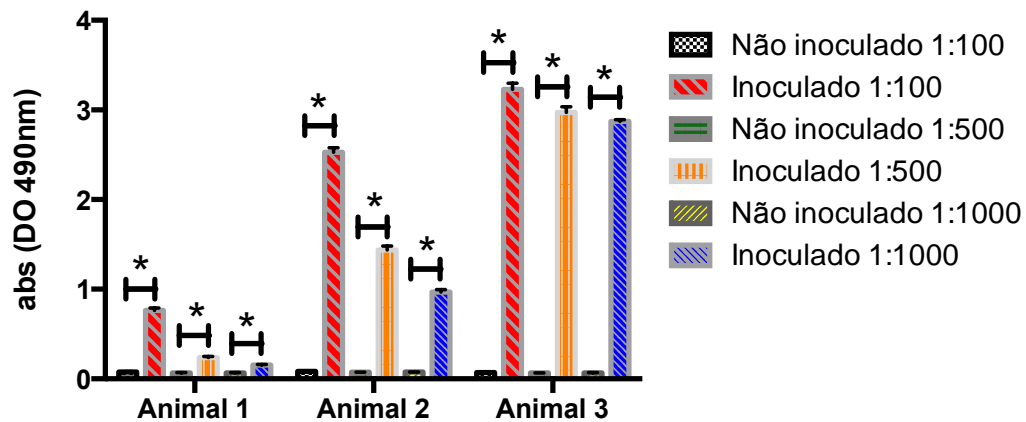 abs (DO 490nm)
4
3
2
1
0
* * *
* * *
* * *
Animal 1
Animal 2
Animal 3
Não inoculado 1:100
Inoculado 1:100
Não inoculado 1:500
Inoculado 1:500
Não inoculado 1:1000
Inoculado 1:1000